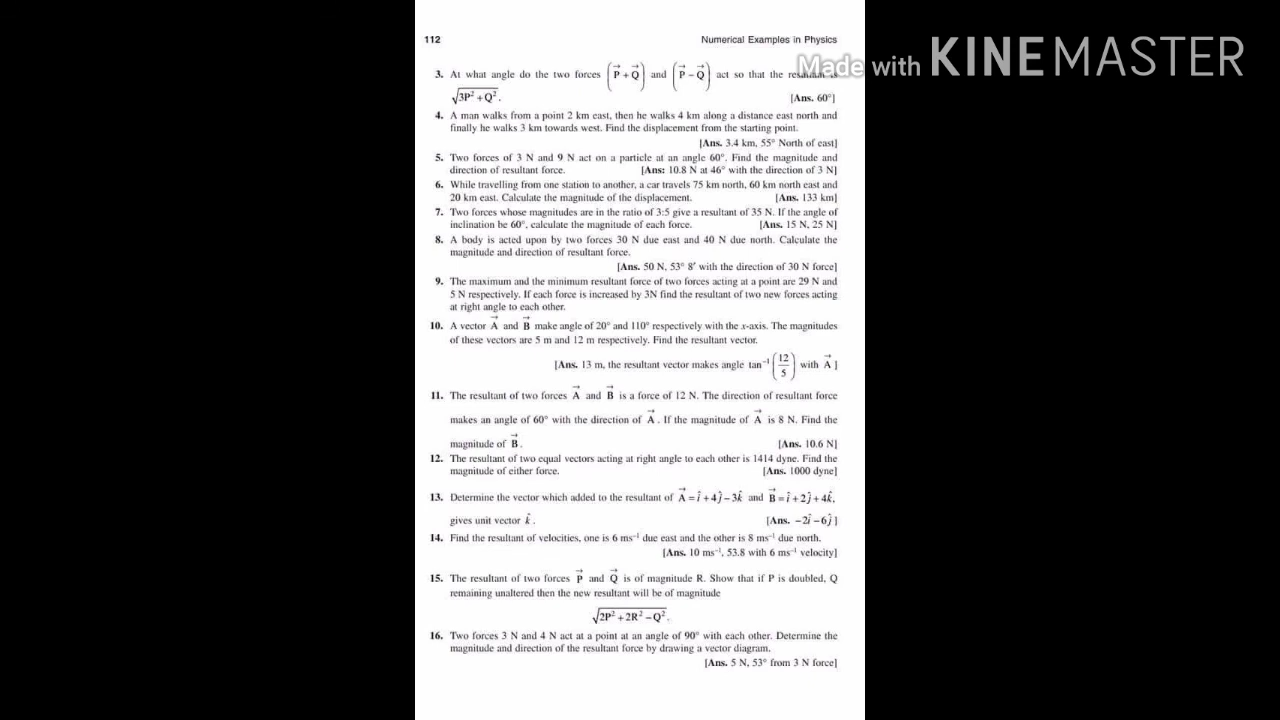 Made with KINEMASTER
112 Numerical Examples in Physics
3. At what angle do the two forces (P⃗ + Q⃗) and (P⃗ − Q⃗) act so that the resultant is
√3P² + Q². [Ans. 60°]
4. A man walks from a point 2 km east, then he walks 4 km along a distance east north and
finally he walks 3 km towards west. Find the displacement from the starting point.
[Ans. 3.4 km, 55° North of east]
5. Two forces of 3 N and 9 N act on a particle at an angle 60°. Find the magnitude and
direction of resultant force. [Ans: 10.8 N at 46° with the direction of 3 N]
6. While travelling from one station to another, a car travels 75 km north, 60 km north east and
20 km east. Calculate the magnitude of the displacement. [Ans. 133 km]
7. Two forces whose magnitudes are in the ratio of 3:5 give a resultant of 35 N. If the angle of
inclination be 60°, calculate the magnitude of each force. [Ans. 15 N, 25 N]
8. A body is acted upon by two forces 30 N due east and 40 N due north. Calculate the
magnitude and direction of resultant force.
[Ans. 50 N, 53° 8′ with the direction of 30 N force]
9. The maximum and the minimum resultant force of two forces acting at a point are 29 N and
5 N respectively. If each force is increased by 3N find the resultant of two new forces acting
at right angle to each other.
10. A vector A⃗ and B⃗ make angle of 20° and 110° respectively with the x-axis. The magnitudes
of these vectors are 5 m and 12 m respectively. Find the resultant vector.
[Ans. 13 m, the resultant vector makes angle tan⁻¹ (12/5) with A⃗ ]
11. The resultant of two forces A⃗ and B⃗ is a force of 12 N. The direction of resultant force
makes an angle of 60° with the direction of A⃗ . If the magnitude of A⃗ is 8 N. Find the
magnitude of B⃗ . [Ans. 10.6 N]
12. The resultant of two equal vectors acting at right angle to each other is 1414 dyne. Find the
magnitude of either force. [Ans. 1000 dyne]
13. Determine the vector which added to the resultant of A⃗ = î + 4ĵ − 3k̂ and B⃗ = î + 2ĵ + 4k̂,
gives unit vector k̂ . [Ans. −2î −6ĵ ]
14. Find the resultant of velocities, one is 6 ms⁻¹ due east and the other is 8 ms⁻¹ due north.
[Ans. 10 ms⁻¹, 53.8 with 6 ms⁻¹ velocity]
15. The resultant of two forces P⃗ and Q⃗ is of magnitude R. Show that if P is doubled, Q
remaining unaltered then the new resultant will be of magnitude
√2P² + 2R² − Q².
16. Two forces 3 N and 4 N act at a point at an angle of 90° with each other. Determine the
magnitude and direction of the resultant force by drawing a vector diagram.
[Ans. 5 N, 53° from 3 N force]